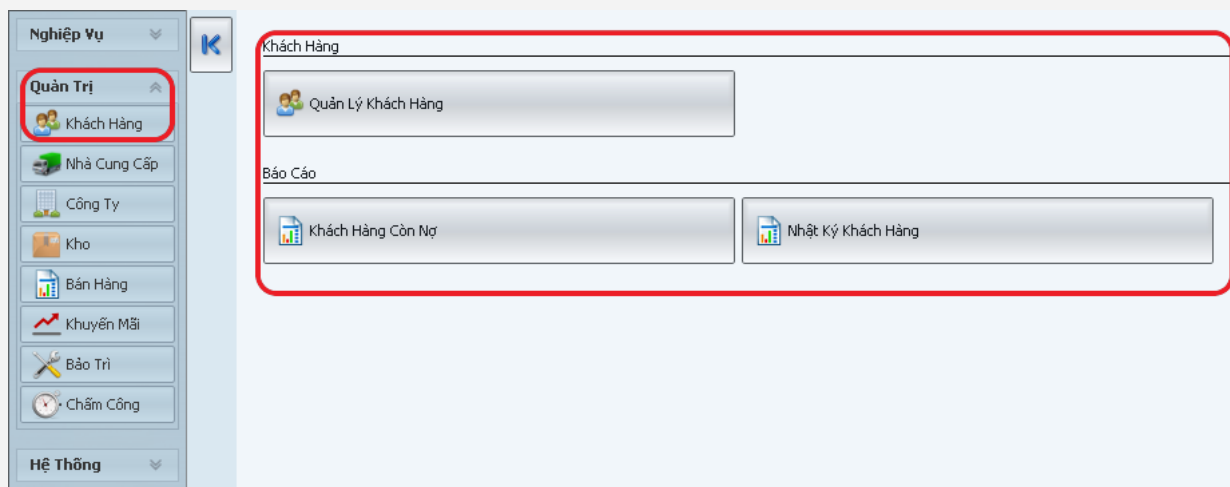 Nghiệp Vụ
Quản Trị
Khách Hàng
Nhà Cung Cấp
Công Ty
Kho
Bán Hàng
Khuyến Mãi
Bảo Trì
Chấm Công
Hệ Thống
Khách Hàng
Quản Lý Khách Hàng
Báo Cáo
Khách Hàng Còn Nợ
Nhật Ký Khách Hàng